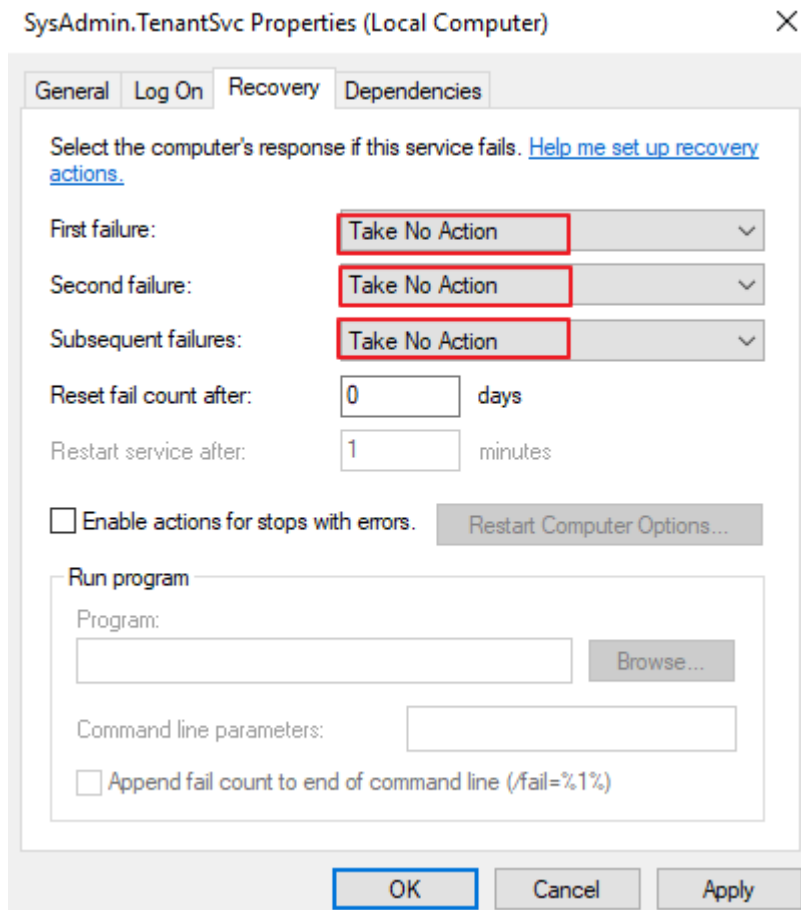 SysAdmin.TenantSvc Properties (Local Computer)
General Log On Recovery Dependencies
Select the computer's response if this service fails. Help me set up recovery
actions.
First failure: Take No Action
Second failure: Take No Action
Subsequent failures: Take No Action
Reset fail count after: 0 days
Restart service after: 1 minutes
Enable actions for stops with errors. Restart Computer Options...
Run program
Program:
Browse...
Command line parameters:
Append fail count to end of command line (/fail=%1%)
OK Cancel Apply